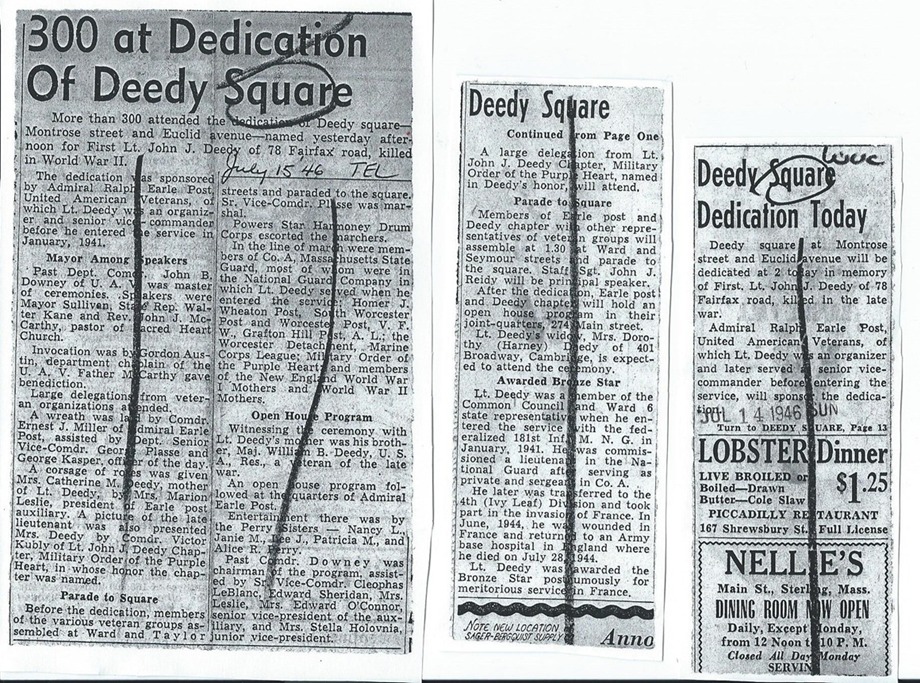 300 at Dedication
Of Deedy Square
More than 300 attended the dedication of Deedy square—
Montrose street and Euclid avenue—named yesterday after-
noon for First Lt. John J. Deedy of 78 Fairfax road, killed
in World War II.
July 15 '46 TEL
The dedication was sponsored
by Admiral Ralph Earle Post,
United American Veterans, of
which Lt. Deedy was an organiz-
er and senior vice-commander
before he entered the service in
January, 1941.
Mayor Among Speakers
Past Dept. Comdr. John B.
Downey of U. A. V. was master
of ceremonies. Speakers were
Mayor Sullivan, State Rep. Wal-
ter Kane and Rev. John J. Mc-
Carthy, pastor of Sacred Heart
Church.
Invocation was by Gordon Aus-
tin, department chaplain of the
U. A. V. Father McCarthy gave
benediction.
Large delegations from veter-
an organizations attended.
A wreath was laid by Comdr.
Ernest J. Miller of Admiral Earle
Post, assisted by Dept. Senior
Vice-Comdr. George Plasse and
George Kasper, officer of the day.
A corsage of roses was given
Mrs. Catherine M. Deedy, mother
of Lt. Deedy, by Mrs. Marion
Leslie, president of Earle post
auxiliary. A picture of the late
lieutenant was also presented
Mrs. Deedy by Comdr. Victor
Kubly of Lt. John J. Deedy Chap-
ter, Military Order of the Purple
Heart, in whose honor the chap-
ter was named.
Parade to Square
Before the dedication, members
of the various veteran groups as-
sembled at Ward and Taylor
streets and paraded to the square.
Sr. Vice-Comdr. Plasse was mar-
shal.
Powers Star Harmoney Drum
Corps escorted the marchers.
In the line of march were mem-
bers of Co. A, Massachusetts State
Guard, most of whom were in
the National Guard Company in
which Lt. Deedy served when he
entered the service; Homer J.
Wheaton Post, South Worcester
Post and Worcester Post, V. F.
W., Grafton Hill Post, A. L.; the
Worcester Detachment, Marine
Corps League; Military Order of
the Purple Heart and members
of the New England World War
I Mothers and World War II
Mothers.
Open House Program
Witnessing the ceremony with
Lt. Deedy's mother was his broth-
er, Maj. William B. Deedy, U. S.
A., Res., a veteran of the late
war.
An open house program fol-
lowed at the quarters of Admiral
Earle Post.
Entertainment there was by
the Perry Sisters — Nancy L.,
Janie M., J., Patricia M., and
Alice R. Perry.
Past Comdr. Downey was
chairman of the program, assist-
ed by Sr. Vice-Comdr. Cleophas
LeBlanc, Edward Sheridan, Mrs.
Leslie, Mrs. Edward O'Connor,
senior vice-president of the aux-
iliary, and Mrs. Stella Holovnia,
junior vice-president.
Deedy Square
Continued from Page One
A large delegation from Lt.
John J. Deedy Chapter, Military
Order of the Purple Heart, named
in Deedy's honor, will attend.
Parade to Square
Members of Earle post and
Deedy chapter with other repre-
sentatives of veteran groups will
assemble at 1.30 at Ward and
Seymour streets and parade to
the square. Staff Sgt. John J.
Reidy will be principal speaker.
After the dedication, Earle post
and Deedy chapter will hold an
open house program in their
joint-quarters, 274 Main street.
Lt. Deedy's widow, Mrs. Doro-
thy (Harney) Deedy of 401
Broadway, Cambridge, is expect-
ed to attend the ceremony.
Awarded Bronze Star
Lt. Deedy was a member of the
Common Council and Ward 6
state representative when he en-
tered the service with the fed-
eralized 181st Inf., M. N. G. in
January, 1941. He was commis-
sioned a lieutenant in the Na-
tional Guard after serving as
private and sergeant in Co. A.
He later was transferred to the
4th (Ivy Leaf) Division and took
part in the invasion of France. In
June, 1944, he was wounded in
France and returned to an Army
base hospital in England where
he died on July 28, 1944.
Lt. Deedy was awarded the
Bronze Star posthumously for
meritorious service in France.
NOTE NEW LOCATION
SAGER-BERGQUIST SUPPLY
Anno
Deedy Square
Dedication Today
Deedy square at Montrose
street and Euclid avenue will be
dedicated at 2 today in memory
of First. Lt. John J. Deedy of 78
Fairfax road, killed in the late
war.
Admiral Ralph Earle Post,
United American Veterans, of
which Lt. Deedy was an organizer
and later served as senior vice-
commander before entering the
service, will sponsor the dedica-
JUL 14 1946 SUN
Turn to DEEDY SQUARE, Page 13
LOBSTER Dinner
LIVE BROILED or
Boiled—Drawn
Butter—Cole Slaw
$1.25
PICCADILLY RESTAURANT
167 Shrewsbury St. Full License
NELLIE'S
Main St., Sterling, Mass.
DINING ROOM NOW OPEN
Daily, Except Monday,
from 12 Noon to 10 P. M.
Closed All Day Monday
SERVIN